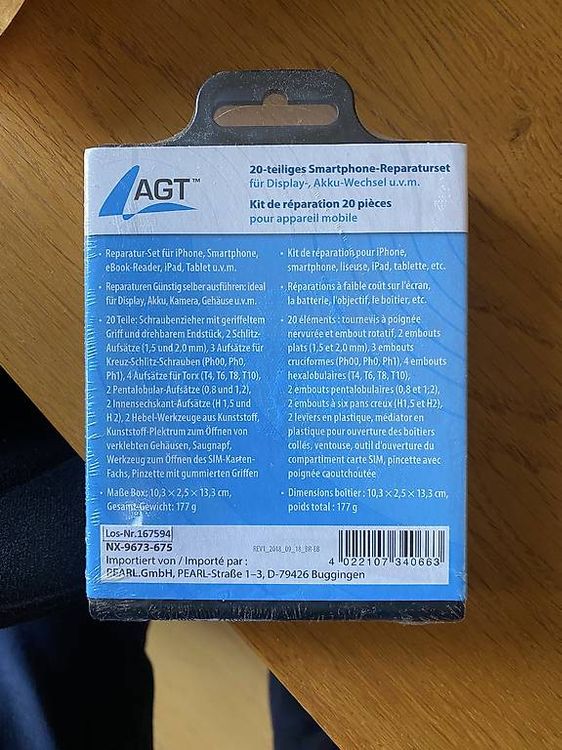 AGT™
20-teiliges Smartphone-Reparaturset
für Display-, Akku-Wechsel u.v.m.
Kit de réparation 20 pièces
pour appareil mobile
• Reparatur-Set für iPhone, Smartphone,
eBook-Reader, iPad, Tablet u.v.m.
• Reparaturen Günstig selber ausführen: ideal
für Display, Akku, Kamera, Gehäuse u.v.m.
• 20 Teile: Schraubenzieher mit geriffeltem
Griff und drehbarem Endstück, 2 Schlitz-
Aufsätze (1,5 und 2,0 mm), 3 Aufsätze für
Kreuz-Schlitz-Schrauben (Ph00, Ph0,
Ph1), 4 Aufsätze für Torx (T4, T6, T8, T10),
2 Pentalobular-Aufsätze (0.8 und 1,2),
2 Innensechskant-Aufsätze (H 1,5 und
H 2), 2 Hebel-Werkzeuge aus Kunststoff,
Kunststoff-Plektrum zum Öffnen von
verklebten Gehäusen, Saugnapf,
Werkzeug zum Öffnen des SIM-Karten-
Fachs, Pinzette mit gummierten Griffen
• Maße Box: 10,3 × 2,5 × 13,3 cm,
Gesamt-Gewicht: 177 g
• Kit de réparation pour iPhone,
smartphone, liseuse, iPad, tablette, etc.
• Réparations à faible coût sur l'écran,
la batterie, l'objectif, le boîtier, etc.
• 20 éléments : tournevis à poignée
nervurée et embout rotatif, 2 embouts
plats (1,5 et 2,0 mm), 3 embouts
cruciformes (Ph00, Ph0, Ph1), 4 embouts
hexalobulaires (T4, T6, T8, T10),
2 embouts pentalobulaires (0,8 et 1,2),
2 embouts à six pans creux (H1,5 et H2),
2 leviers en plastique, médiator en
plastique pour ouverture des boîtiers
collés, ventouse, outil d'ouverture du
compartiment carte SIM, pincette avec
poignée caoutchoutée
• Dimensions boîtier : 10,3 × 2,5 × 13,3 cm,
poids total : 177 g
Los-Nr.167594
NX-9673-675
Importiert von / Importé par :
PEARL.GmbH, PEARL-Straße 1–3, D-79426 Buggingen
REV1_2018_09_18_BR·EB
4 022107 340663